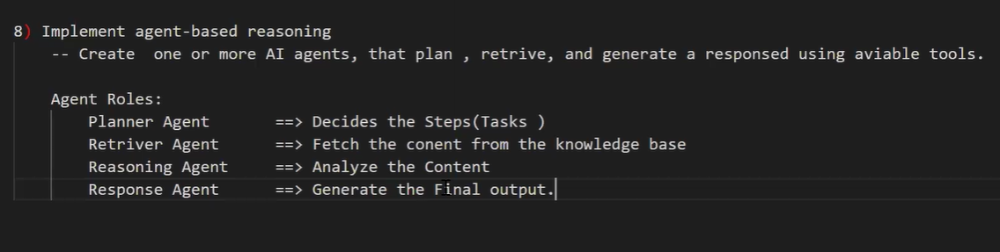 8) Implement agent-based reasoning
-- Create  one or more AI agents, that plan , retrive, and generate a responsed using aviable tools.
Agent Roles:
Planner Agent ==> Decides the Steps(Tasks )
Retriver Agent ==> Fetch the conent from the knowledge base
Reasoning Agent ==> Analyze the Content
Response Agent ==> Generate the Final output.